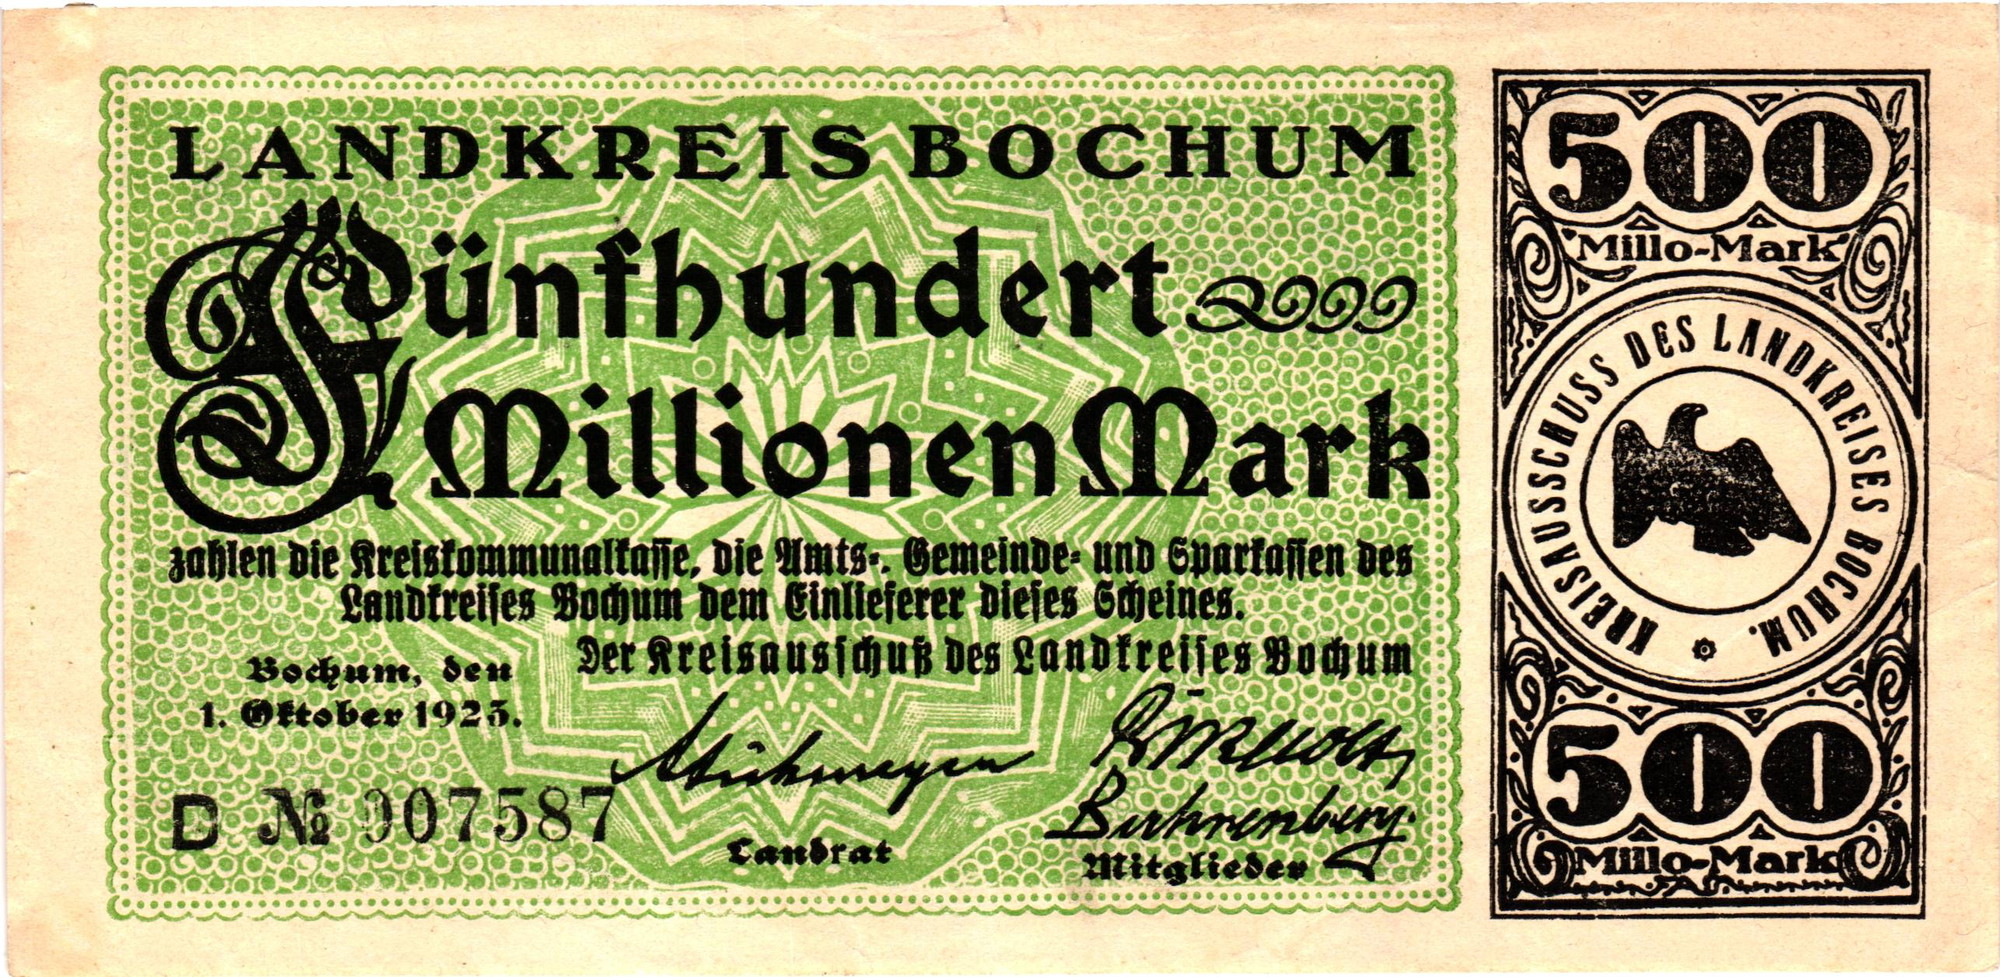 LANDKREIS BOCHUM
Fünfhundert
Millionen Mark
zahlen die Kreiskommunalkasse, die Amts-, Gemeinde- und Sparkassen des
Landkreises Bochum dem Einlieferer dieses Scheines.
Der Kreisausschuß des Landkreises Bochum
Bochum, den
1. Oktober 1923.
D № 007587
Landrat
Mitglieder
500
Millo-Mark
KREISAUSSCHUSS DES LANDKREISES BOCHUM.
500
Millo-Mark